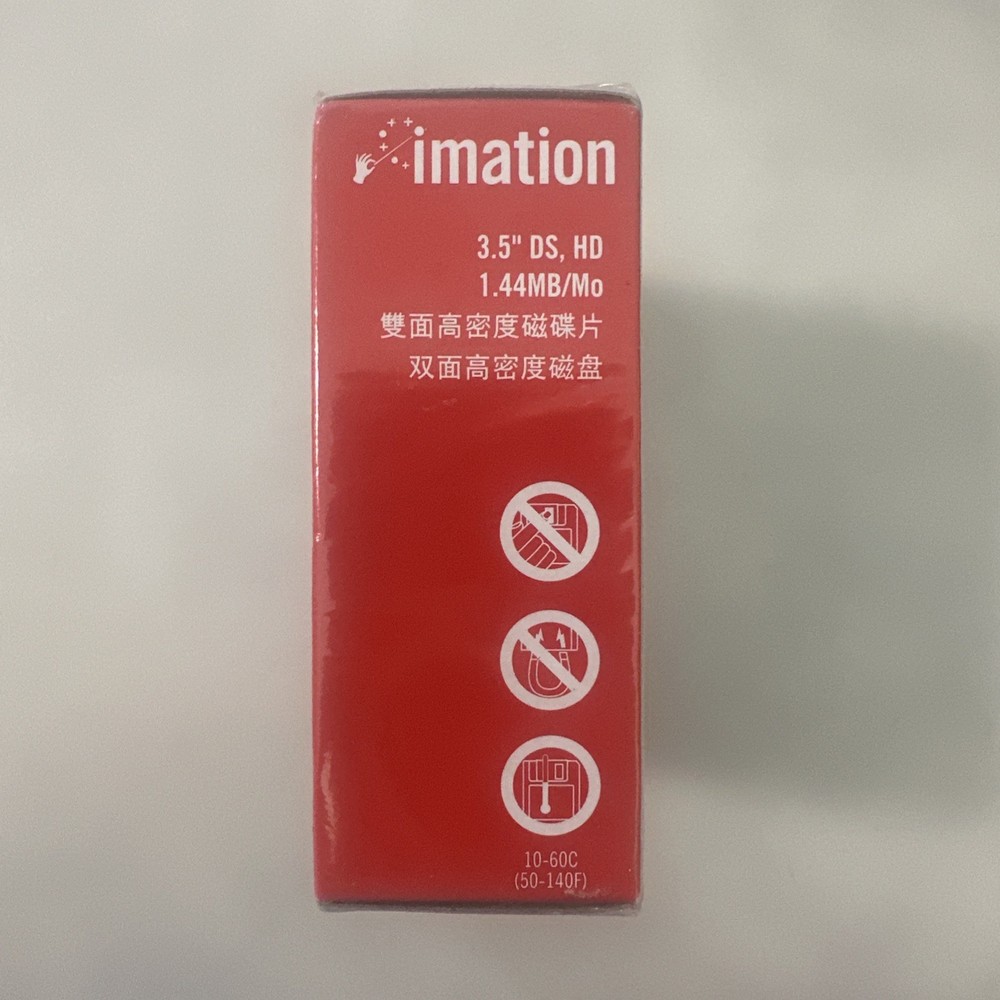 imation
3.5" DS, HD
1.44MB/Mo
雙面高密度磁碟片
双面高密度磁盘
10-60C
(50-140F)